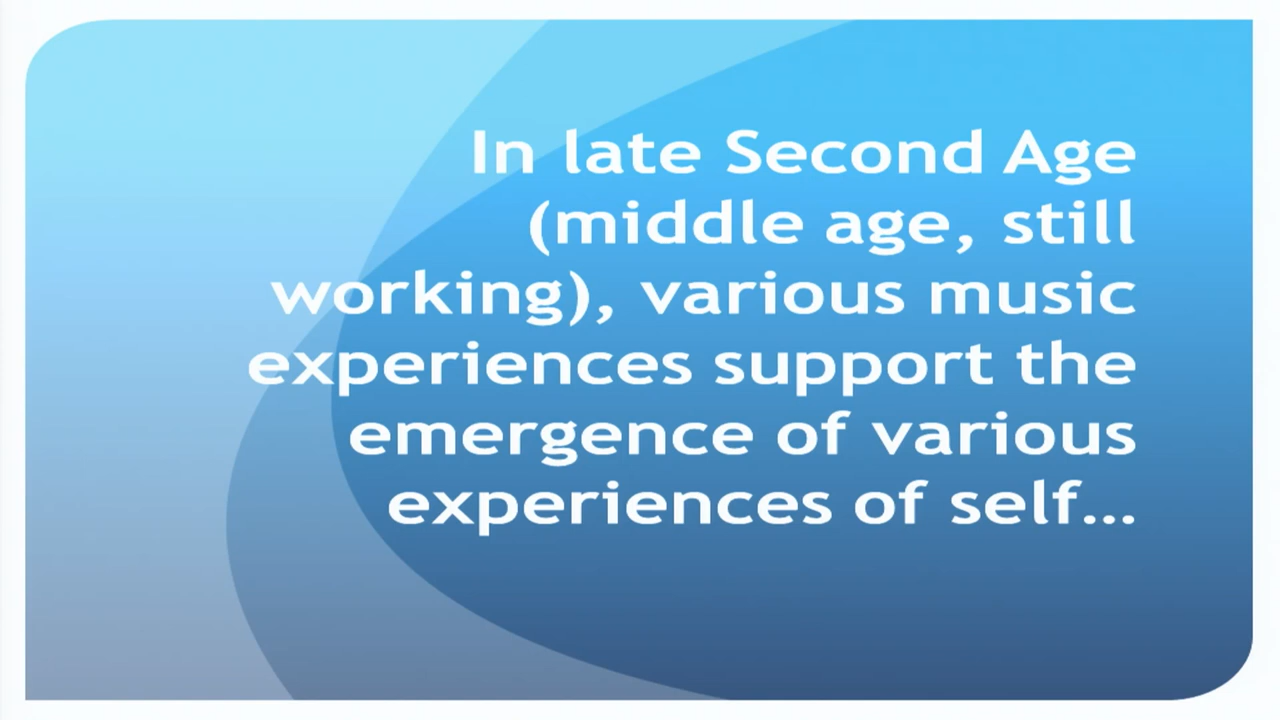 In late Second Age
(middle age, still
working), various music
experiences support the
emergence of various
experiences of self...